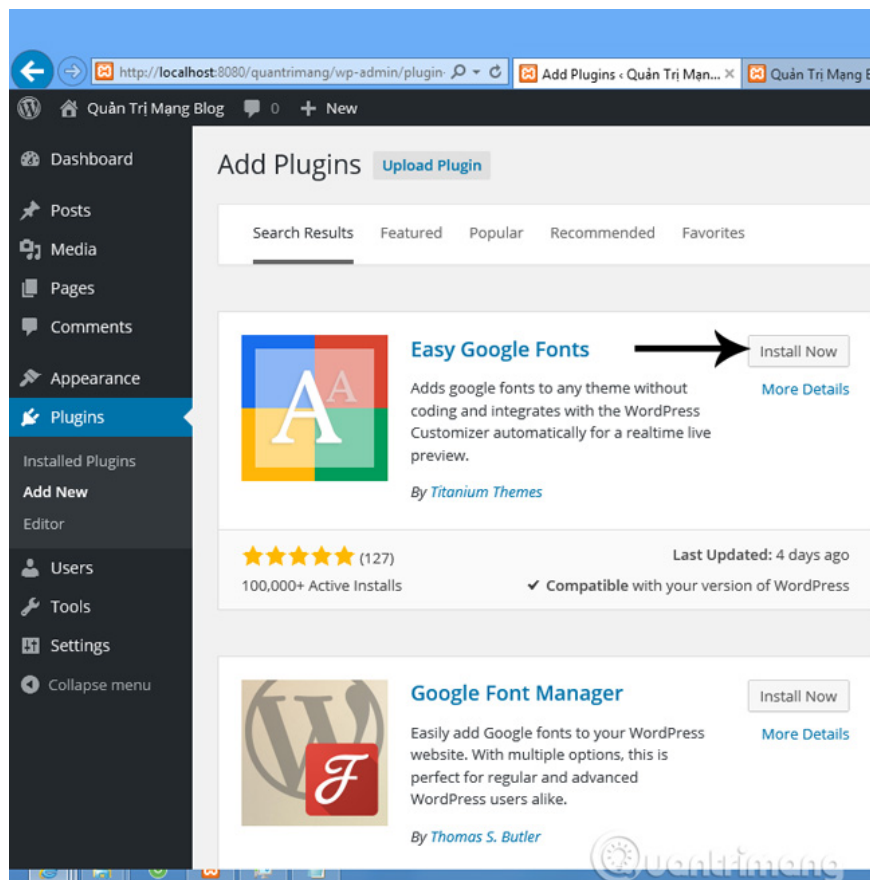 http://localhost:8080/quantrimang/wp-admin/plugin-
Add Plugins ‹ Quản Trị Mạn...
Quản Trị Mạng B
Quản Trị Mạng Blog 0 + New
Dashboard
Posts
Media
Pages
Comments
Appearance
Plugins
Installed Plugins
Add New
Editor
Users
Tools
Settings
Collapse menu
Add Plugins Upload Plugin
Search Results Featured Popular Recommended Favorites
A A
Easy Google Fonts
Install Now
Adds google fonts to any theme without
More Details
coding and integrates with the WordPress
Customizer automatically for a realtime live
preview.
By Titanium Themes
(127)
Last Updated: 4 days ago
100,000+ Active Installs
✔ Compatible with your version of WordPress
W
F
Google Font Manager
Install Now
Easily add Google fonts to your WordPress
More Details
website. With multiple options, this is
perfect for regular and advanced
WordPress users alike.
By Thomas S. Butler
Quantrimang